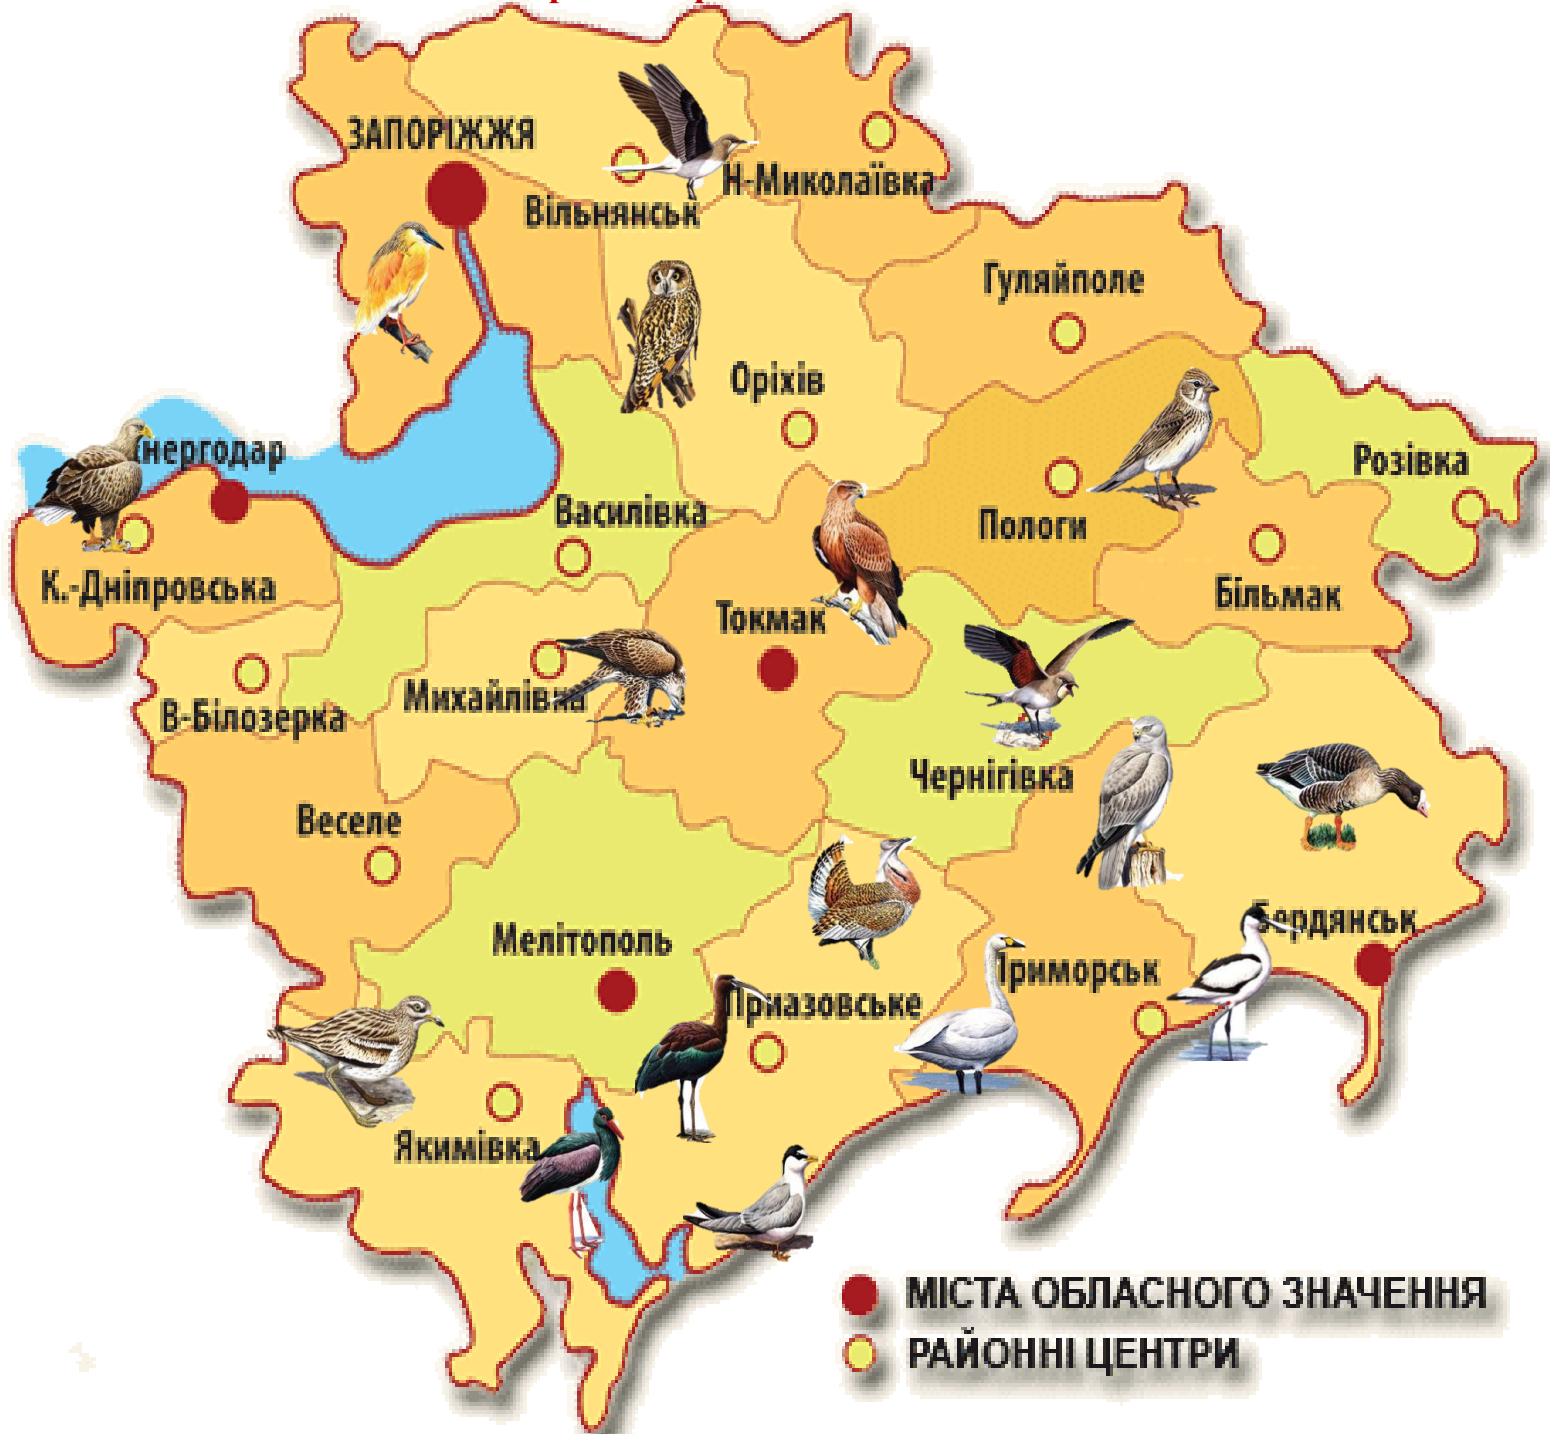 ЗАПОРІЖЖЯ
Н-Миколаївка
Вільнянськ
Гуляйполе
Оріхів
нергодар
Розівка
Василівка
Пологи
К.-Дніпровська
Більмак
Токмак
Михайлівка
В-Білозерка
Чернігівка
Веселе
Бердянськ
Мелітополь
Приморськ
Приазовське
Якимівка
МІСТА ОБЛАСНОГО ЗНАЧЕННЯ
РАЙОННІ ЦЕНТРИ